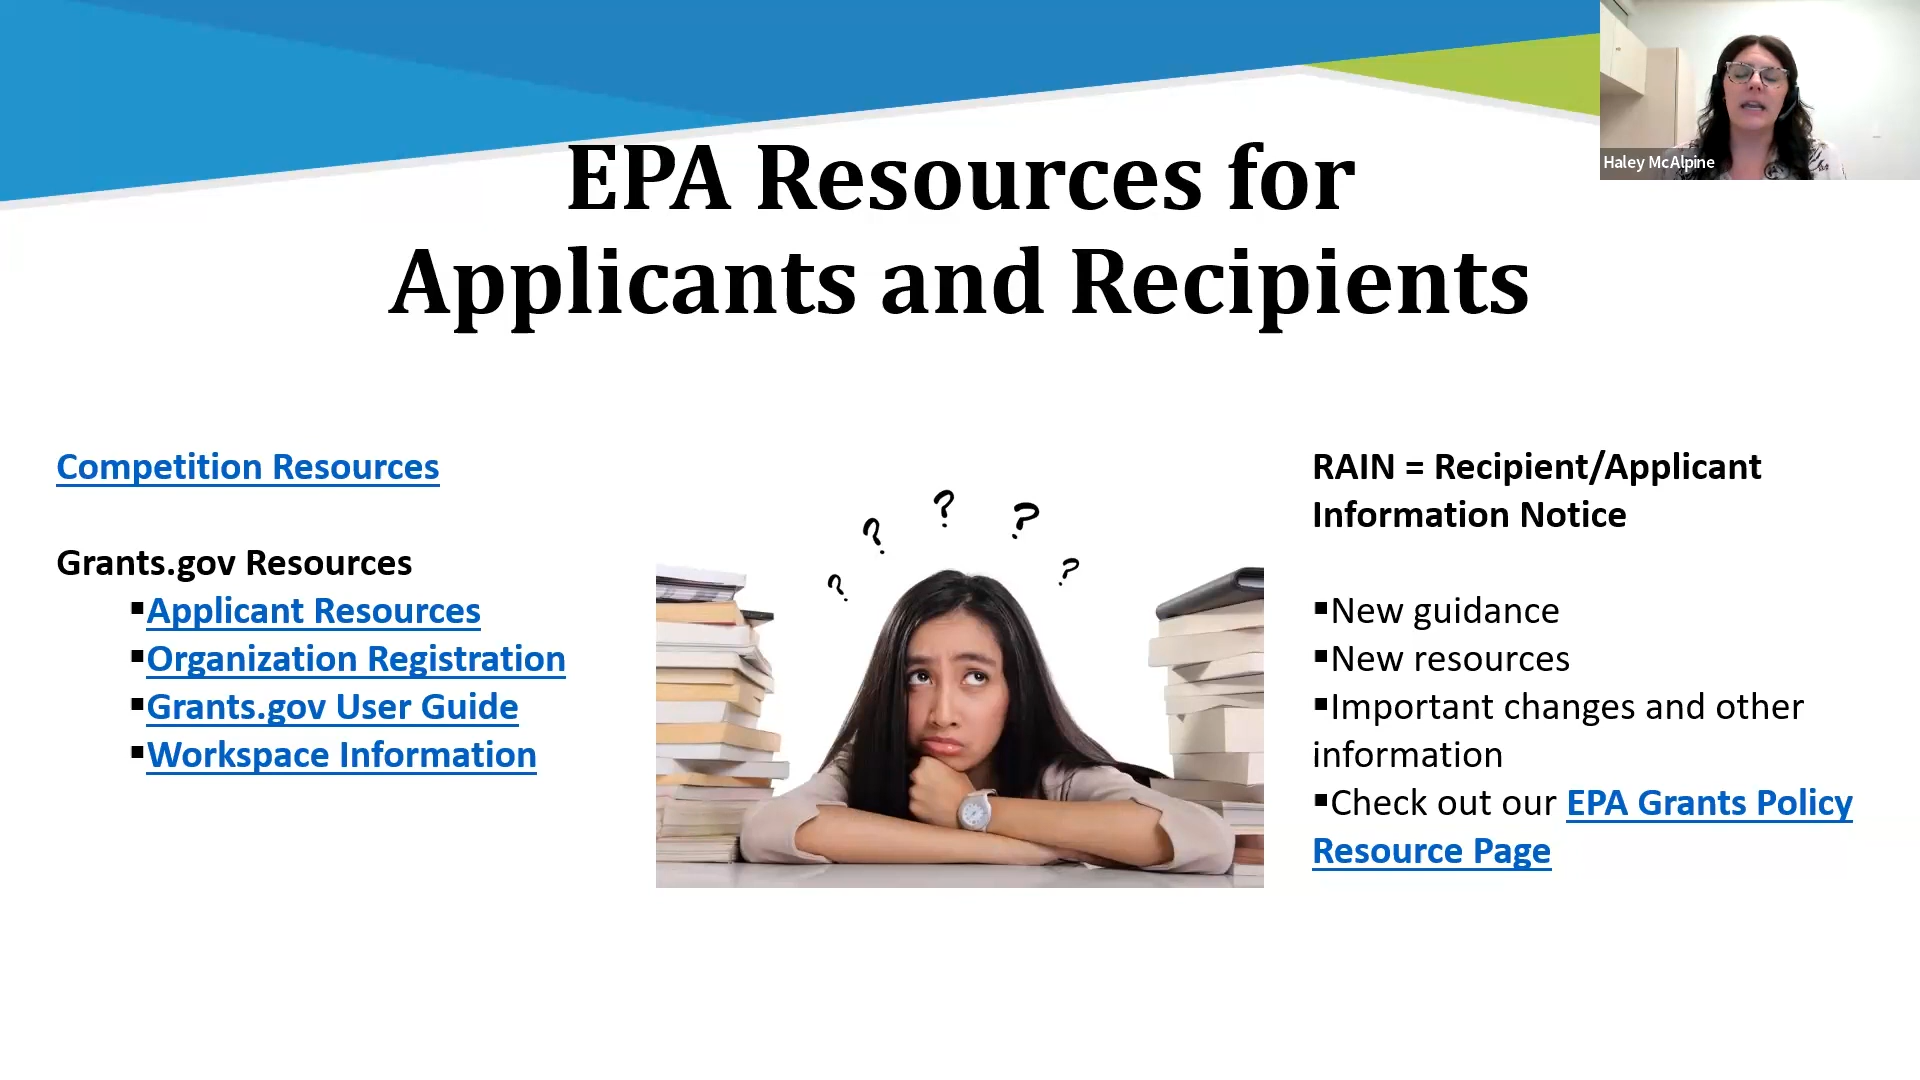 Haley McAlpine
EPA Resources for
Applicants and Recipients
Competition Resources
Grants.gov Resources
▪Applicant Resources
▪Organization Registration
▪Grants.gov User Guide
▪Workspace Information
? ? ? ? ?
RAIN = Recipient/Applicant
Information Notice
▪New guidance
▪New resources
▪Important changes and other
information
▪Check out our EPA Grants Policy
Resource Page